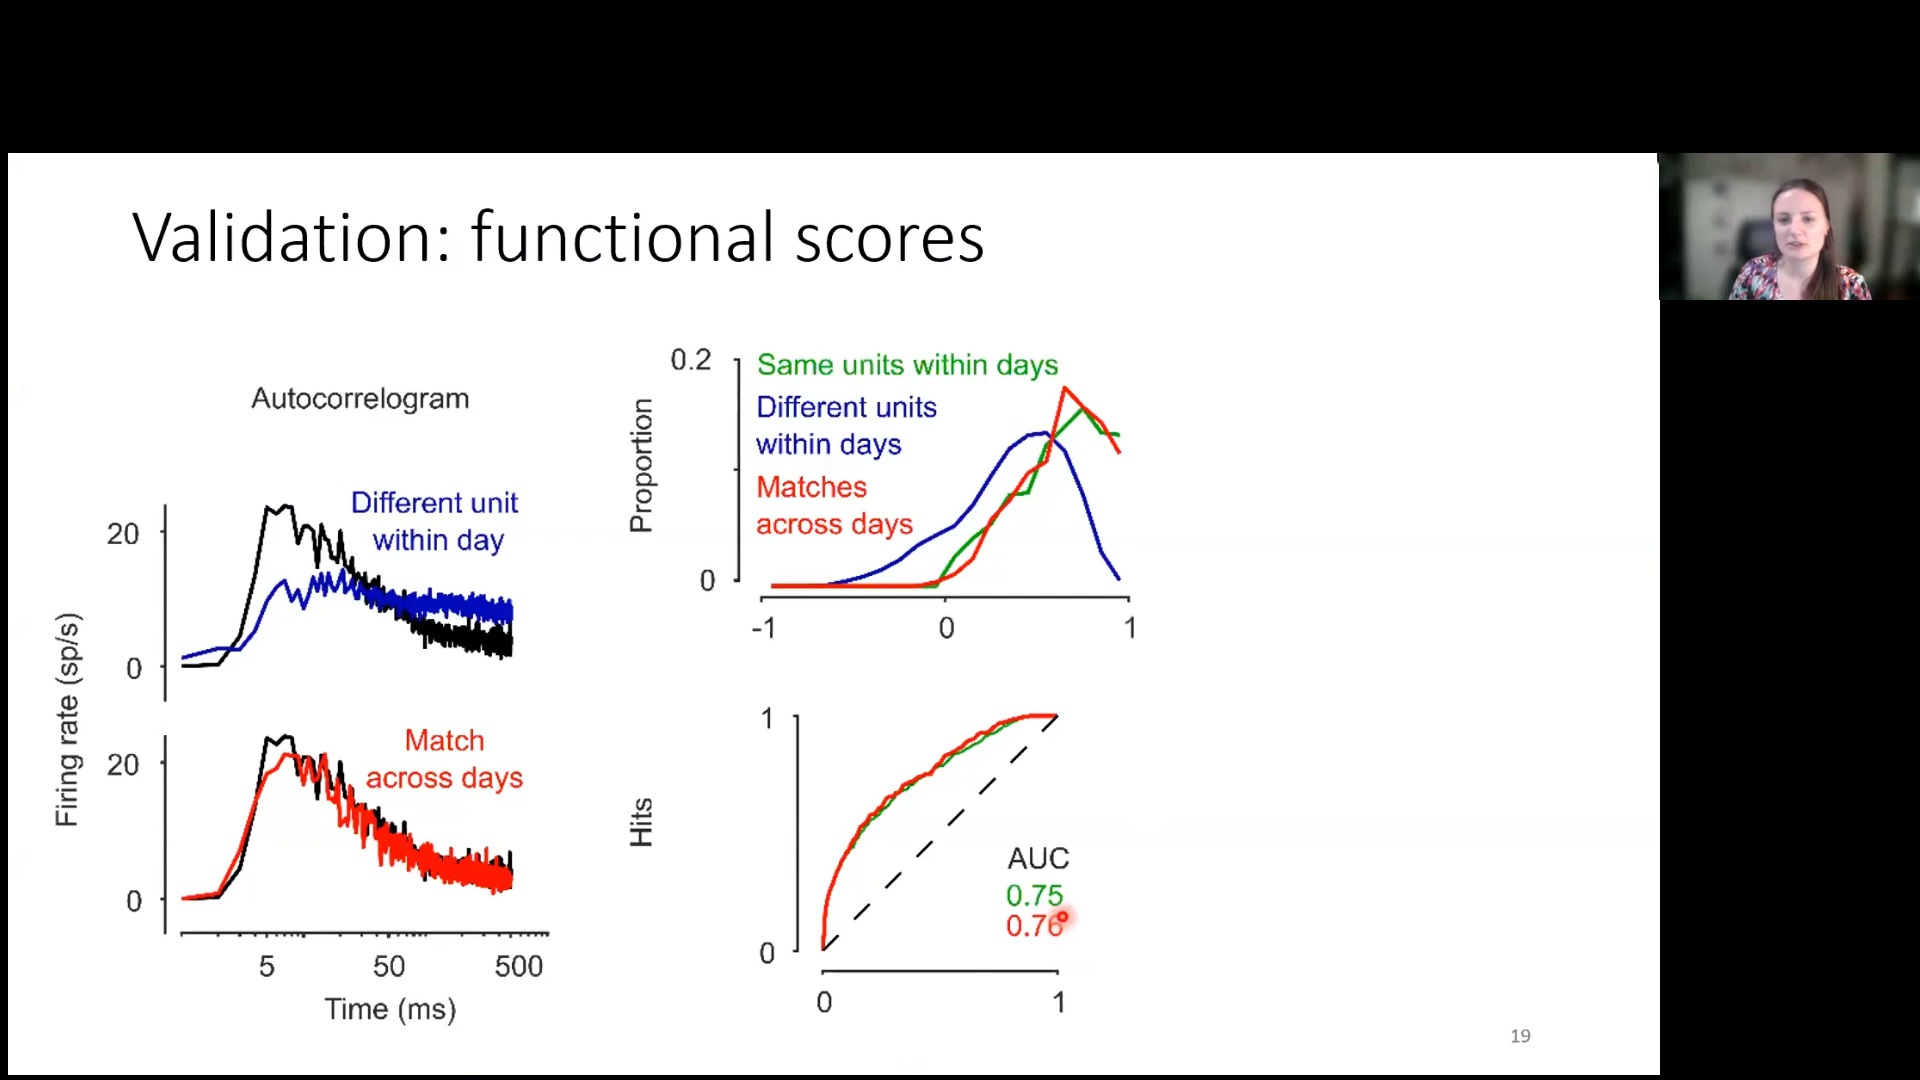 Validation: functional scores
Autocorrelogram
Different unit
within day
20
0
Match
across days
20
0
Firing rate (sp/s)
5 50 500
Time (ms)
0.2
0
Proportion
Same units within days
Different units
within days
Matches
across days
-1 0 1
1
0
Hits
AUC
0.75
0.76
0 1
19